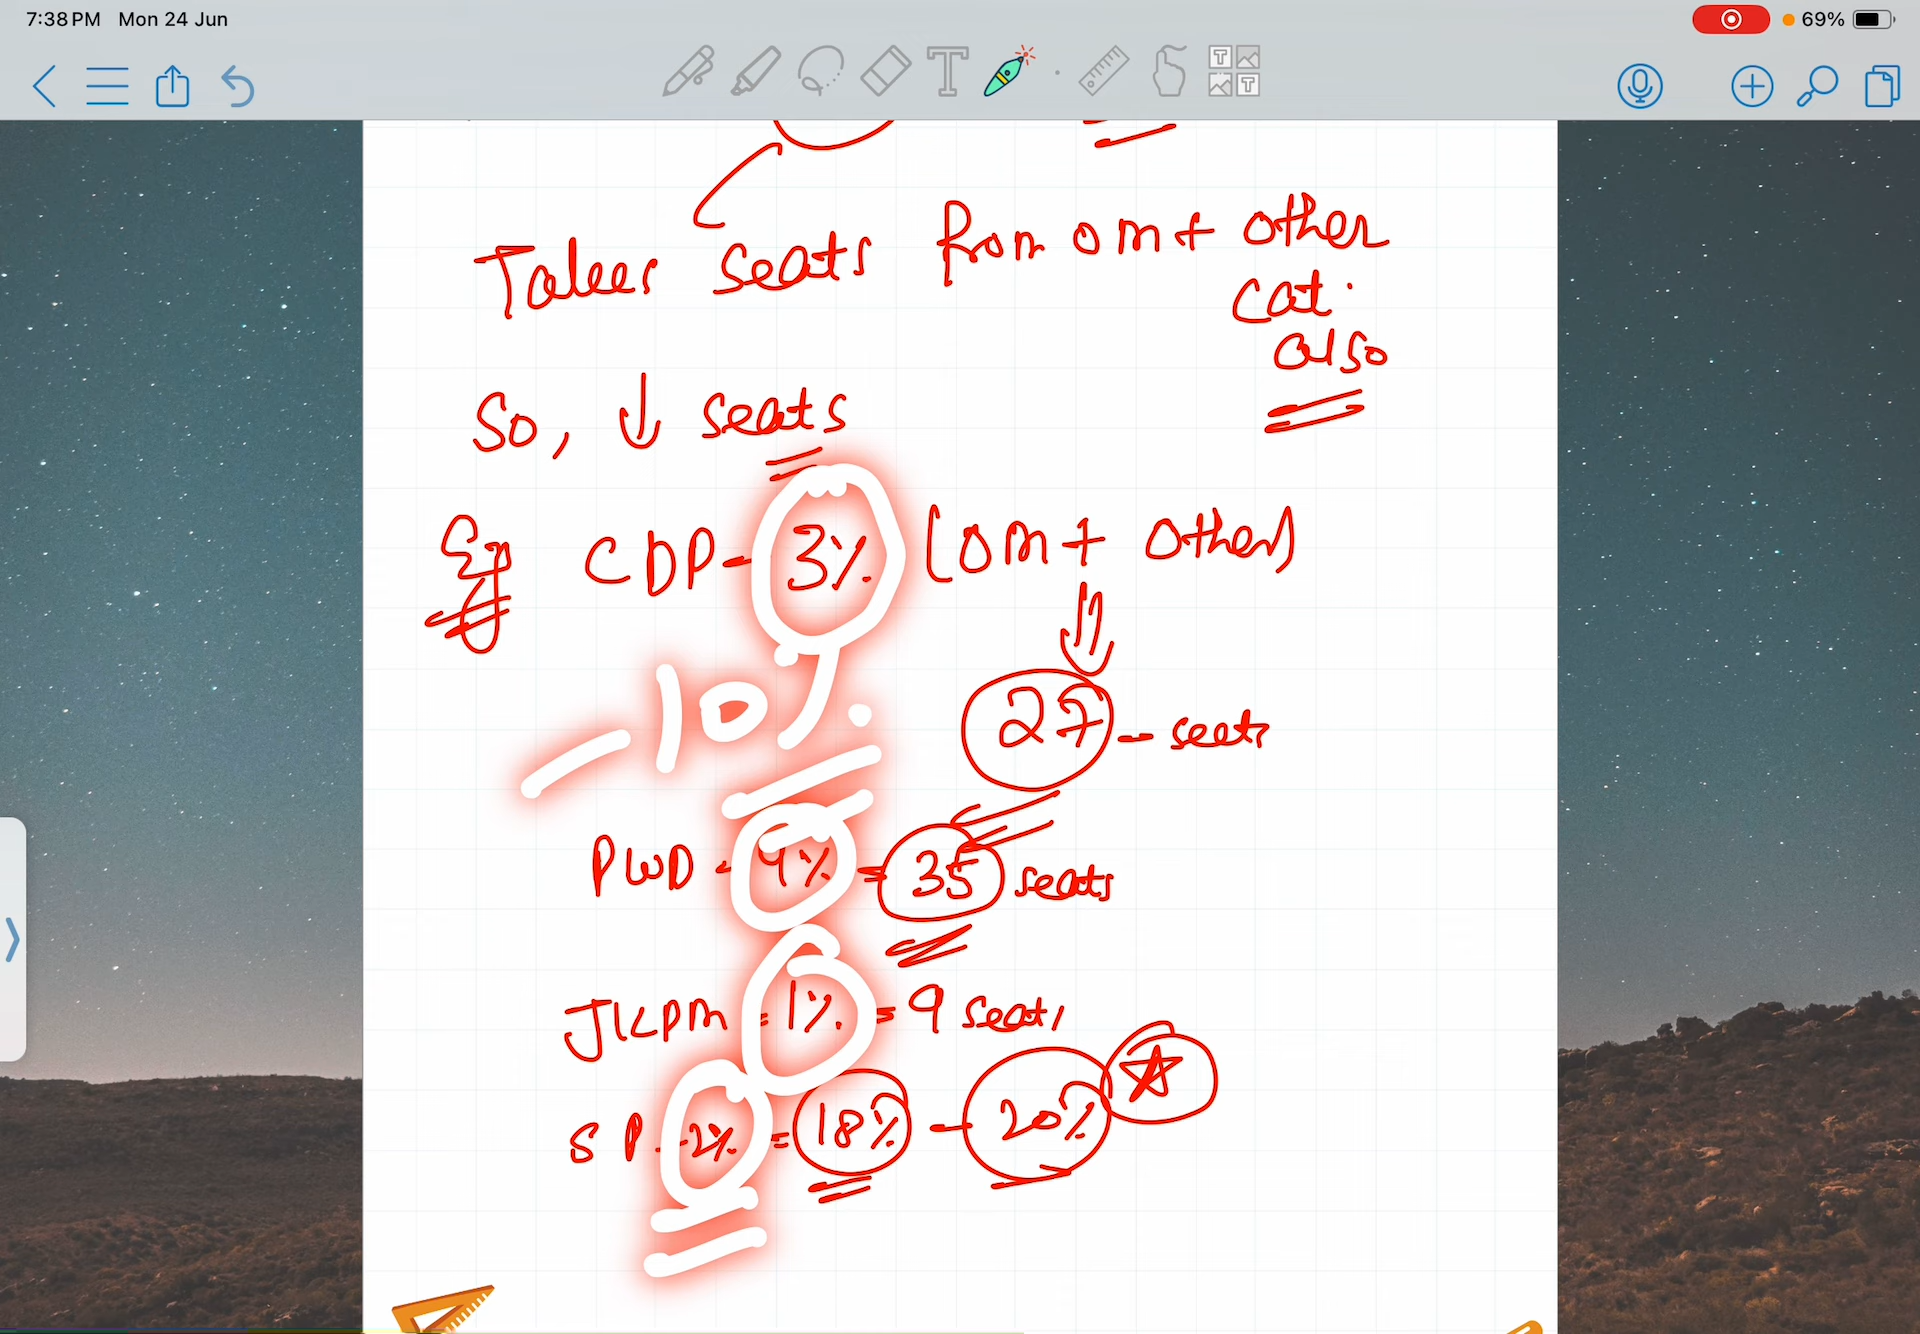 7:38 PM Mon 24 Jun
69%
Takes seats from om + other
cat.
also
So, ↓ seats
Eg CDP - 3% (om + other)
-10%
27 - seats
PWD - 4% = 35 seats
JKPM = 1% = 9 seats
SP - 2% = 18% - 20%